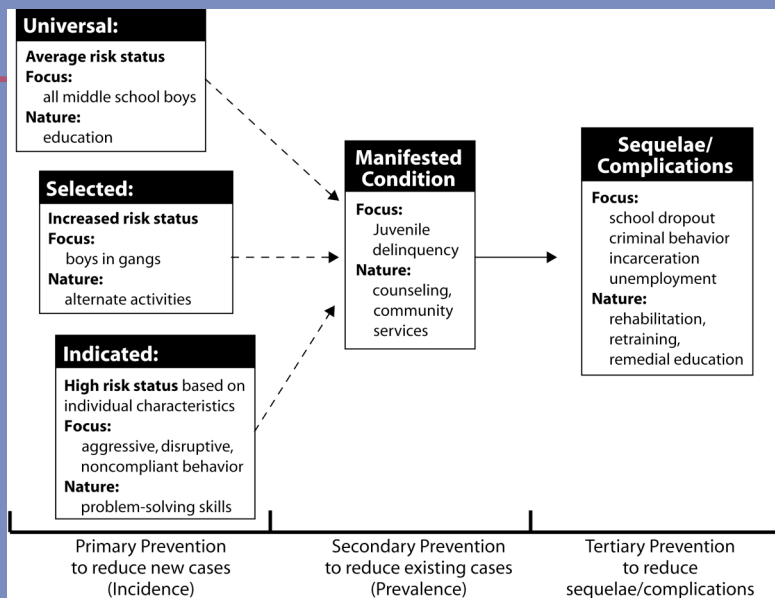 Universal:
Average risk status
Focus:
all middle school boys
Nature:
education
Selected:
Increased risk status
Focus:
boys in gangs
Nature:
alternate activities
Indicated:
High risk status based on
individual characteristics
Focus:
aggressive, disruptive,
noncompliant behavior
Nature:
problem-solving skills
Manifested
Condition
Focus:
Juvenile
delinquency
Nature:
counseling,
community
services
Sequelae/
Complications
Focus:
school dropout
criminal behavior
incarceration
unemployment
Nature:
rehabilitation,
retraining,
remedial education
Primary Prevention
to reduce new cases
(Incidence)
Secondary Prevention
to reduce existing cases
(Prevalence)
Tertiary Prevention
to reduce
sequelae/complications